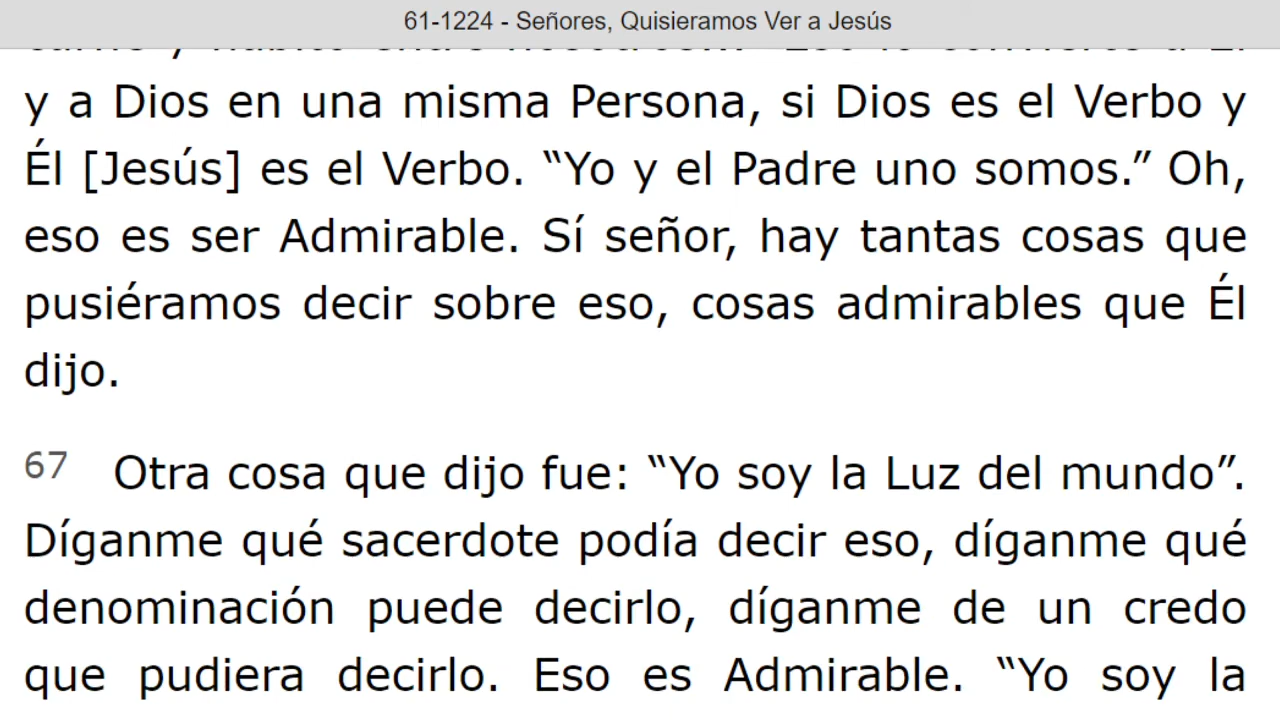 61-1224 - Señores, Quisieramos Ver a Jesús
y a Dios en una misma Persona, si Dios es el Verbo y
Él [Jesús] es el Verbo. “Yo y el Padre uno somos.” Oh,
eso es ser Admirable. Sí señor, hay tantas cosas que
pusiéramos decir sobre eso, cosas admirables que Él
dijo.
67 Otra cosa que dijo fue: “Yo soy la Luz del mundo”.
Díganme qué sacerdote podía decir eso, díganme qué
denominación puede decirlo, díganme de un credo
que pudiera decirlo. Eso es Admirable. “Yo soy la